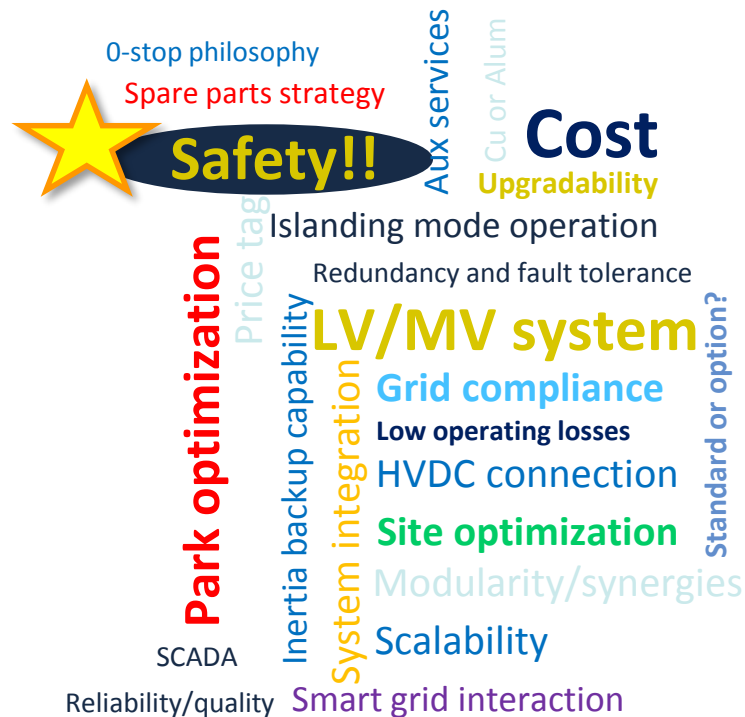 0-stop philosophy
Spare parts strategy
Safety!!
Aux services
Cu or Alum
Cost
Upgradability
Price tag
Islanding mode operation
Redundancy and fault tolerance
LV/MV system
Park optimization
Inertia backup capability
System integration
Grid compliance
Low operating losses
HVDC connection
Standard or option?
Site optimization
Modularity/synergies
Scalability
SCADA
Reliability/quality
Smart grid interaction